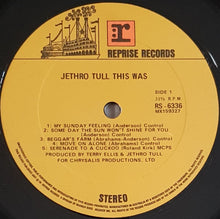 REPRISE RECORDS
JETHRO TULL THIS WAS
SIDE 1
33⅓ RPM
RS-6336
MX159327
1 MY SUNDAY FEELING (Anderson) Control
2 SOME DAY THE SUN WON'T SHINE FOR YOU
(Anderson) Control
3 BEGGAR'S FARM (Abrahams-Anderson) Control
4 MOVE ON ALONE (Abrahams) Control
5 SERENADE TO A CUCKOO (Roland Kirk) MCPS
PRODUCED BY TERRY ELLIS & JETHRO TULL
FOR CHRYSALIS PRODUCTIONS, LTD
STEREO